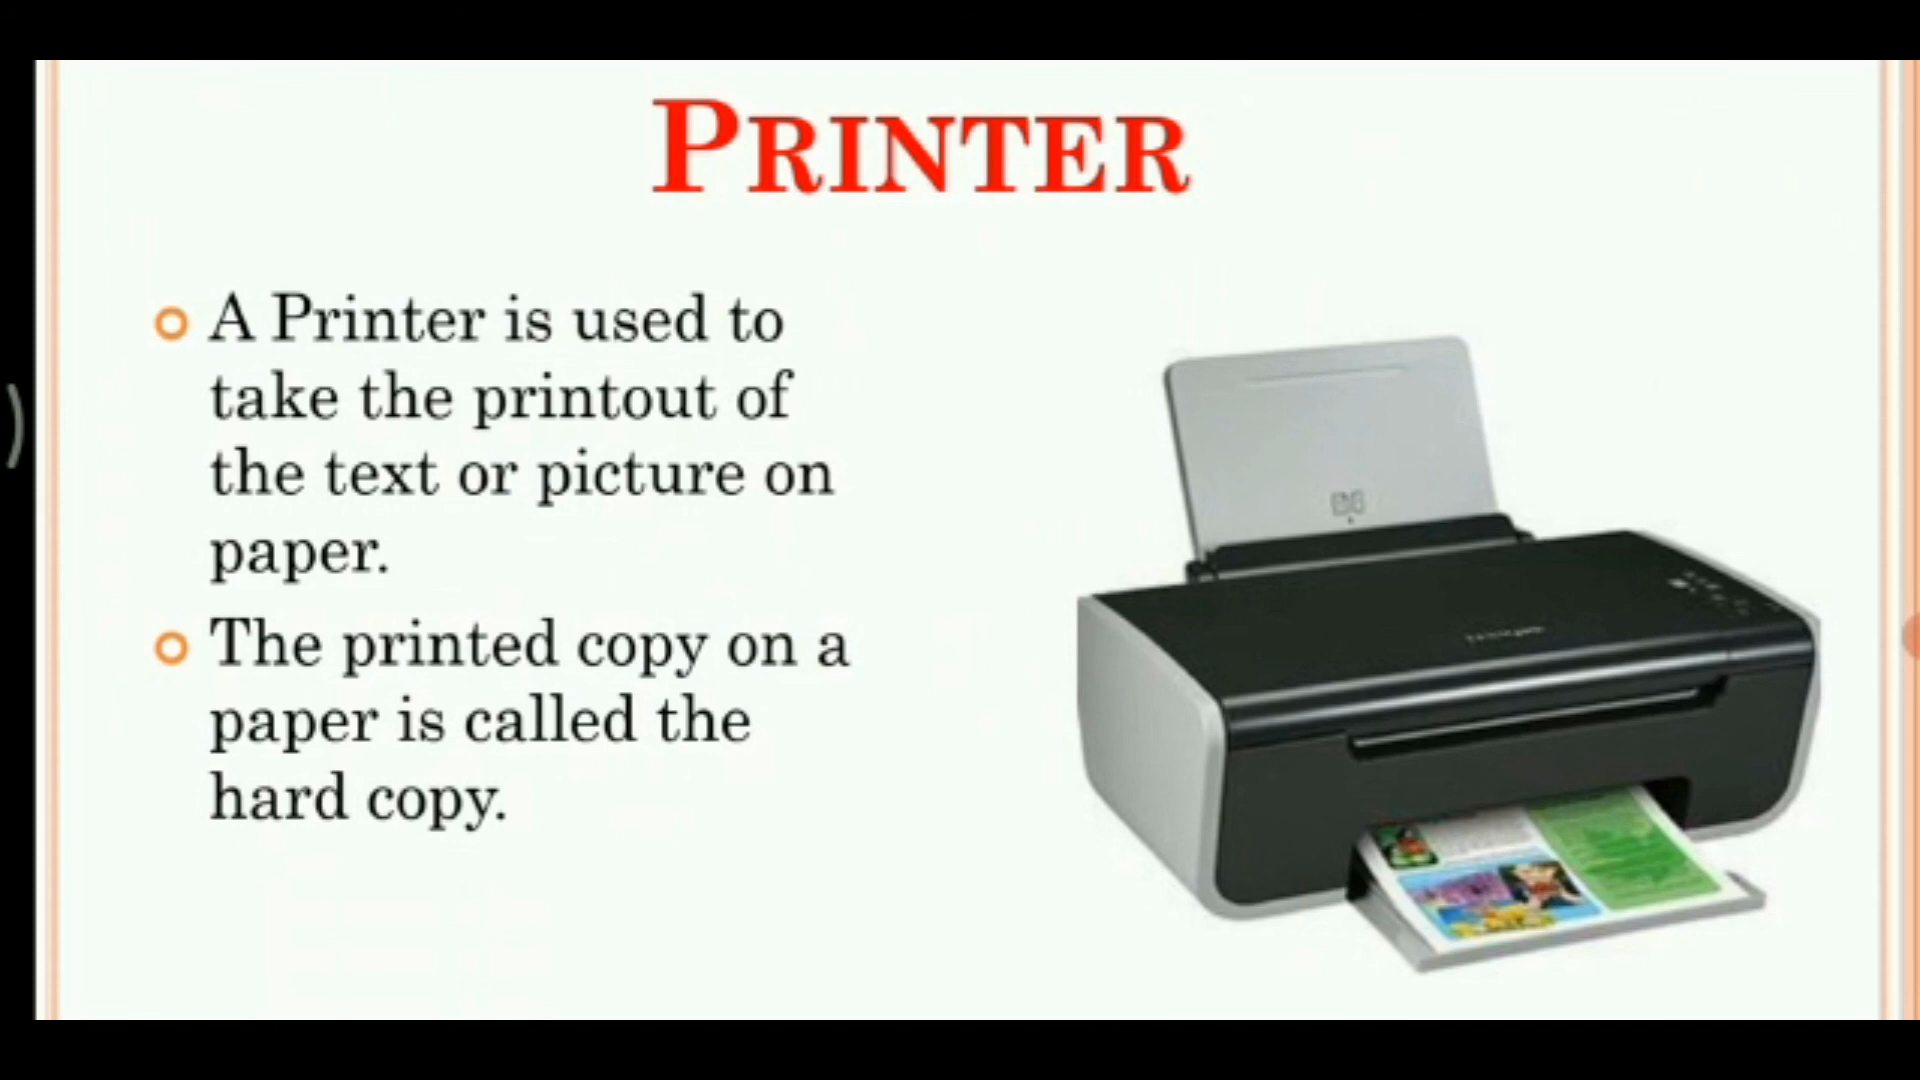 PRINTER
A Printer is used to
take the printout of
the text or picture on
paper.
The printed copy on a
paper is called the
hard copy.